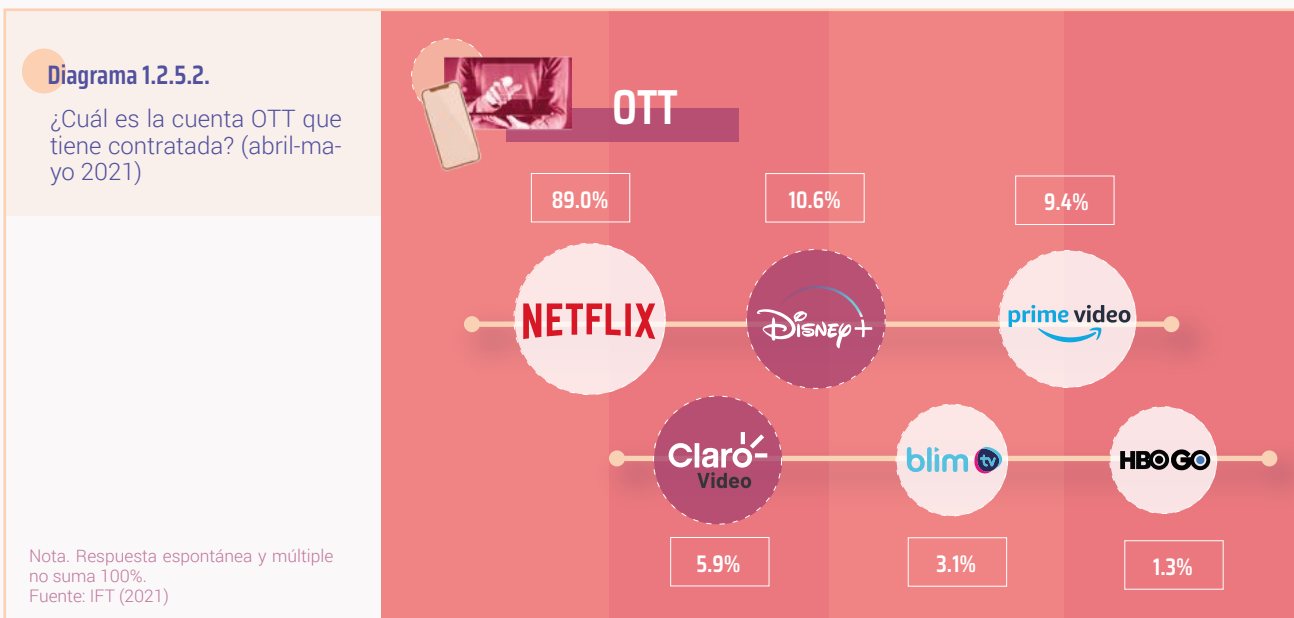 Diagrama 1.2.5.2.
¿Cuál es la cuenta OTT que
tiene contratada? (abril-ma-
yo 2021)
OTT
89.0%
10.6%
9.4%
NETFLIX
Disney+
prime video
Claro-
Video
blim tv
HBO GO
5.9%
3.1%
1.3%
Nota. Respuesta espontánea y múltiple
no suma 100%.
Fuente: IFT (2021)